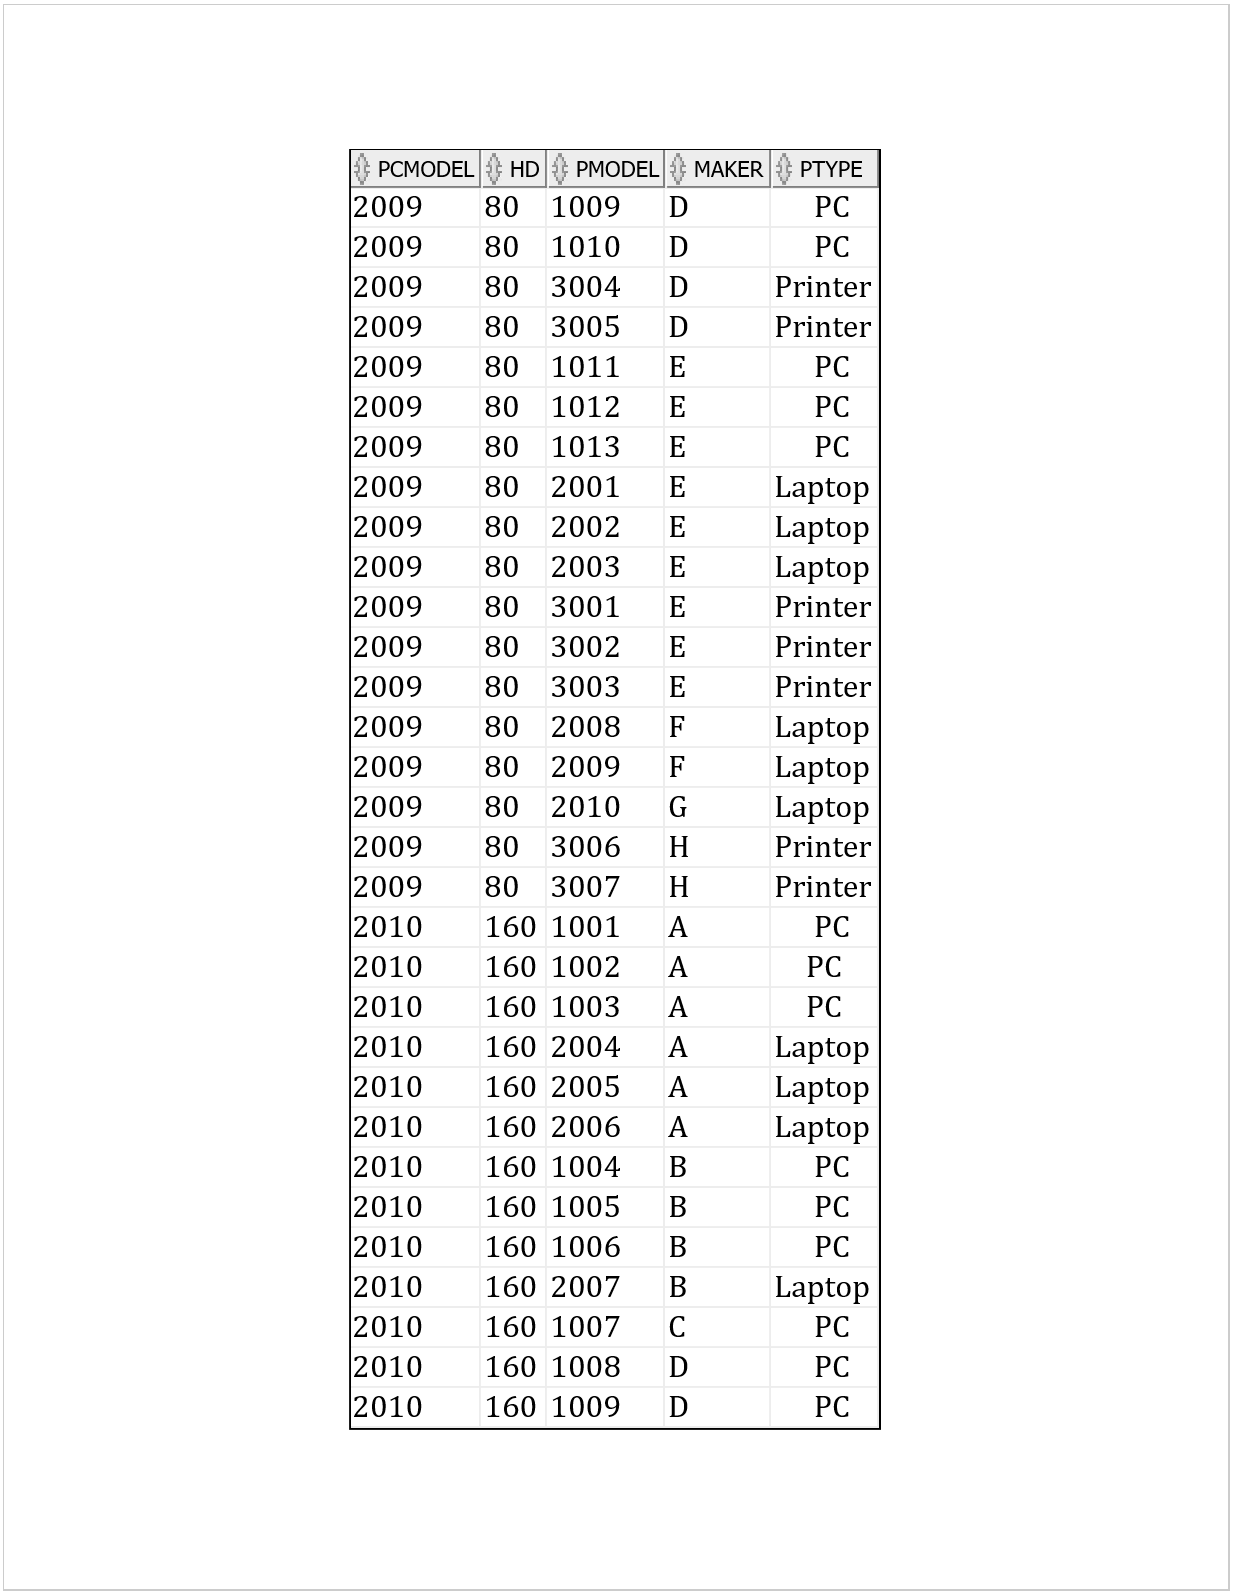 PCMODEL HD PMODEL MAKER PTYPE
2009 80 1009 D PC
2009 80 1010 D PC
2009 80 3004 D Printer
2009 80 3005 D Printer
2009 80 1011 E PC
2009 80 1012 E PC
2009 80 1013 E PC
2009 80 2001 E Laptop
2009 80 2002 E Laptop
2009 80 2003 E Laptop
2009 80 3001 E Printer
2009 80 3002 E Printer
2009 80 3003 E Printer
2009 80 2008 F Laptop
2009 80 2009 F Laptop
2009 80 2010 G Laptop
2009 80 3006 H Printer
2009 80 3007 H Printer
2010 160 1001 A PC
2010 160 1002 A PC
2010 160 1003 A PC
2010 160 2004 A Laptop
2010 160 2005 A Laptop
2010 160 2006 A Laptop
2010 160 1004 B PC
2010 160 1005 B PC
2010 160 1006 B PC
2010 160 2007 B Laptop
2010 160 1007 C PC
2010 160 1008 D PC
2010 160 1009 D PC